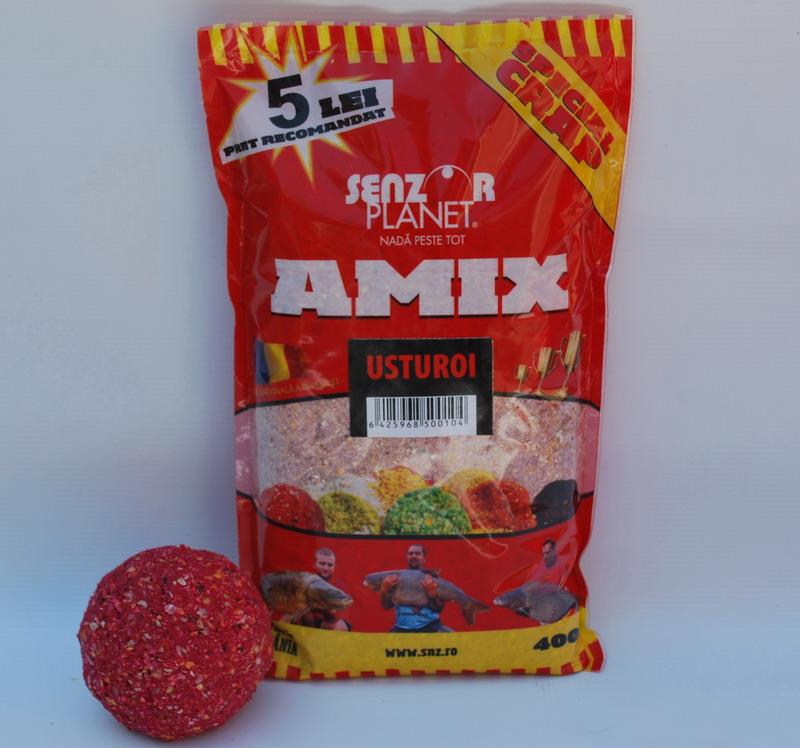 5 LEI
PRET RECOMANDAT
SPECIAL
CRAP
SENZOR
PLANET®
NADĂ PESTE TOT
AMIX
USTUROI
6 425968 500104
WWW.SNZ.RO
400